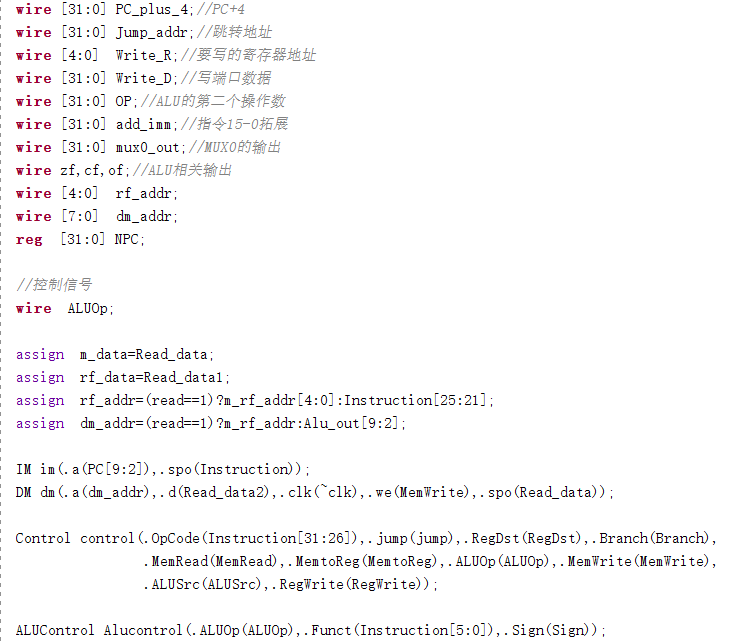 wire [31:0] PC_plus_4;//PC+4
wire [31:0] Jump_addr;//跳转地址
wire [4:0]  Write_R;//要写的寄存器地址
wire [31:0] Write_D;//写端口数据
wire [31:0] OP;//ALU的第二个操作数
wire [31:0] add_imm;//指令15-0拓展
wire [31:0] mux0_out;//MUX0的输出
wire zf,cf,of;//ALU相关输出
wire [4:0]  rf_addr;
wire [7:0]  dm_addr;
reg  [31:0] NPC;
//控制信号
wire  ALUOp;
assign  m_data=Read_data;
assign  rf_data=Read_data1;
assign  rf_addr=(read==1)?m_rf_addr[4:0]:Instruction[25:21];
assign  dm_addr=(read==1)?m_rf_addr:Alu_out[9:2];
IM im(.a(PC[9:2]),.spo(Instruction));
DM dm(.a(dm_addr),.d(Read_data2),.clk(~clk),.we(MemWrite),.spo(Read_data));
Control control(.OpCode(Instruction[31:26]),.jump(jump),.RegDst(RegDst),.Branch(Branch),
.MemRead(MemRead),.MemtoReg(MemtoReg),.ALUOp(ALUOp),.MemWrite(MemWrite),
.ALUSrc(ALUSrc),.RegWrite(RegWrite));
ALUControl Alucontrol(.ALUOp(ALUOp),.Funct(Instruction[5:0]),.Sign(Sign));